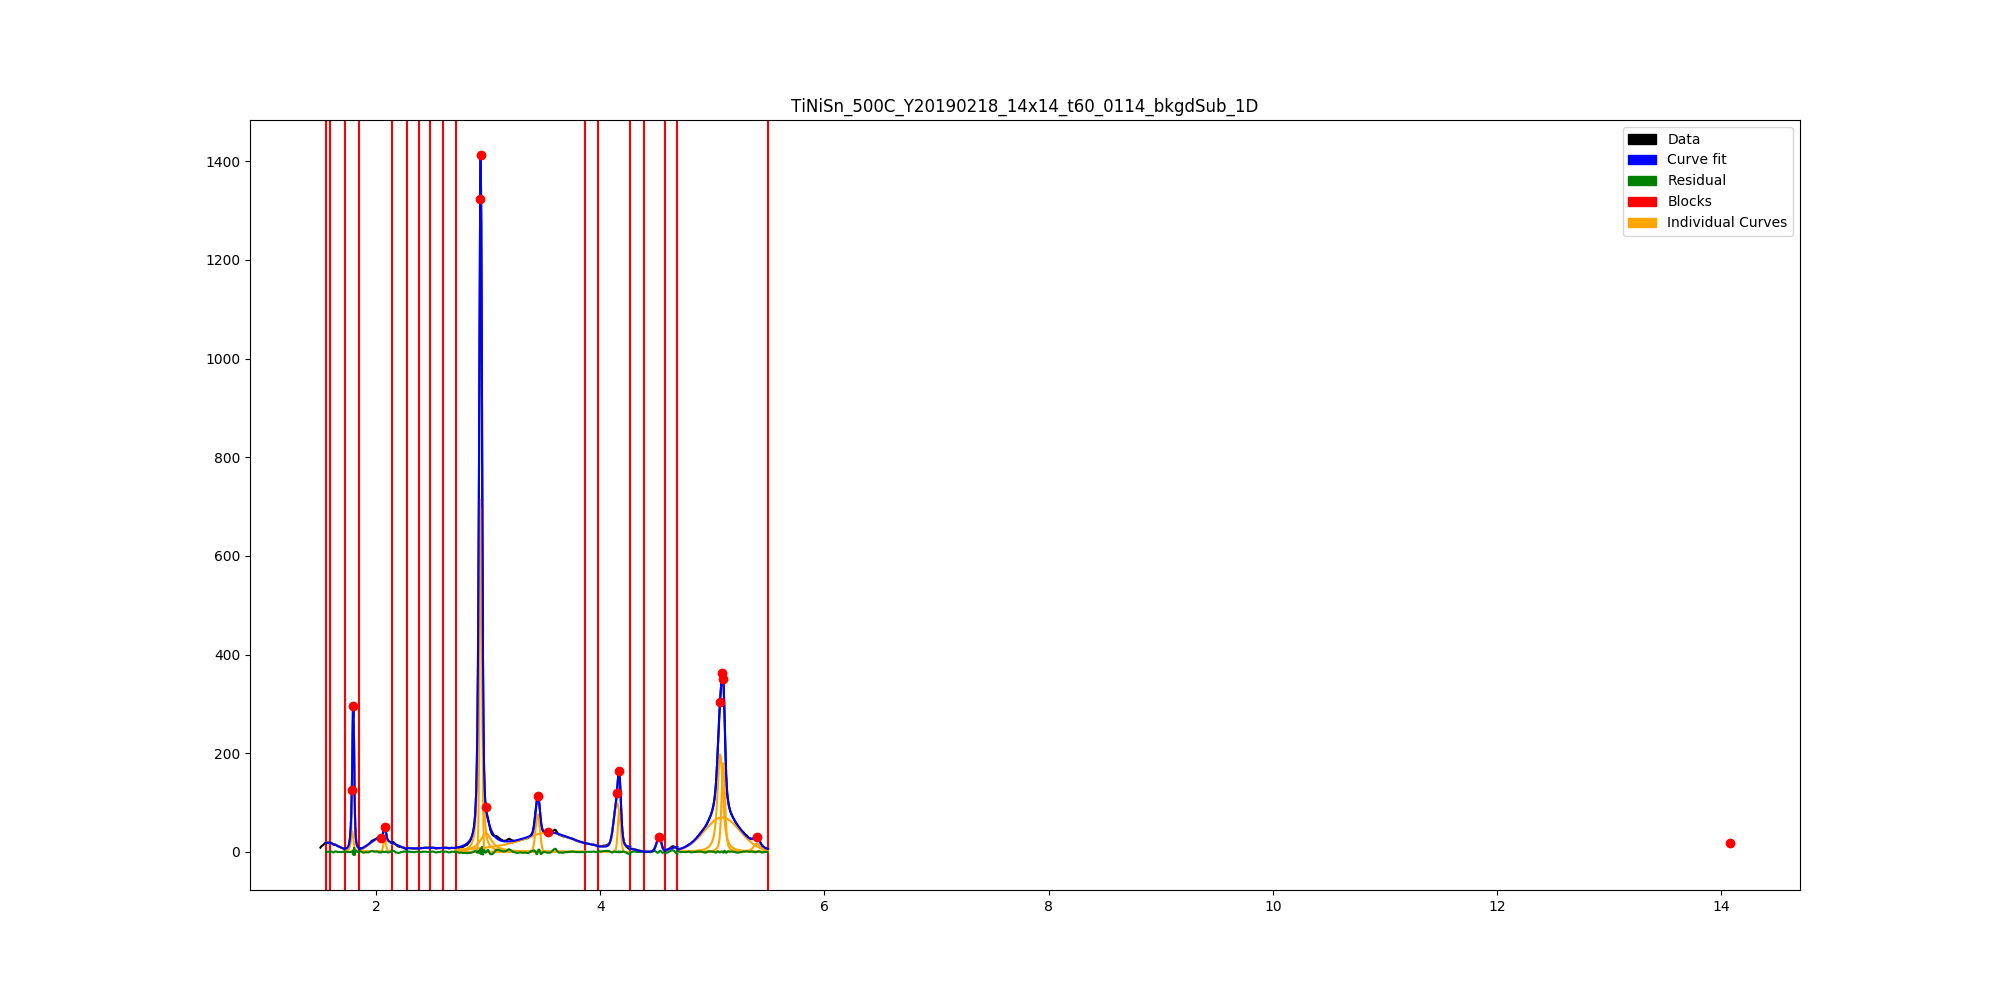 TiNiSn_500C_Y20190218_14x14_t60_0114_bkgdSub_1D
Data
Curve fit
Residual
Blocks
Individual Curves
1400
1200
1000
800
600
400
200
0
2 4 6 8 10 12 14